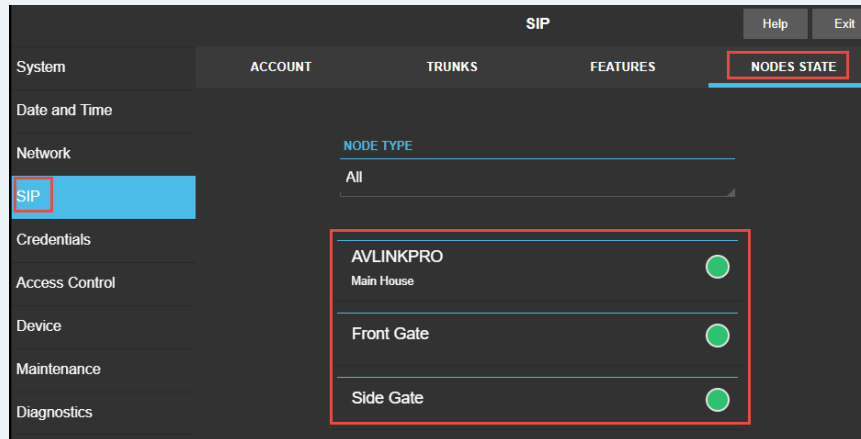 SIP
Help
Exit
System
Date and Time
Network
SIP
Credentials
Access Control
Device
Maintenance
Diagnostics
ACCOUNT
TRUNKS
FEATURES
NODES STATE
NODE TYPE
All
AVLINKPRO
Main House
Front Gate
Side Gate